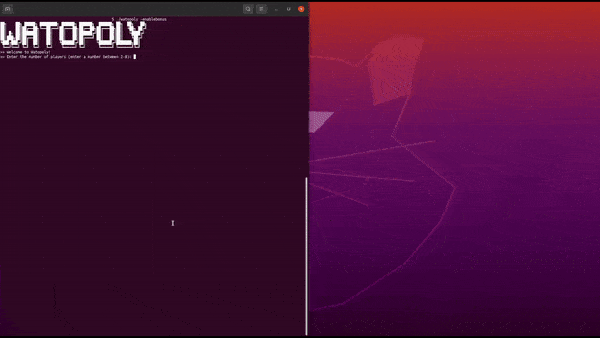 ./watopoly -enablebonus
WATOPOLY
>> Welcome to Watopoly!
>> Enter the number of players (enter a number between 2-8):